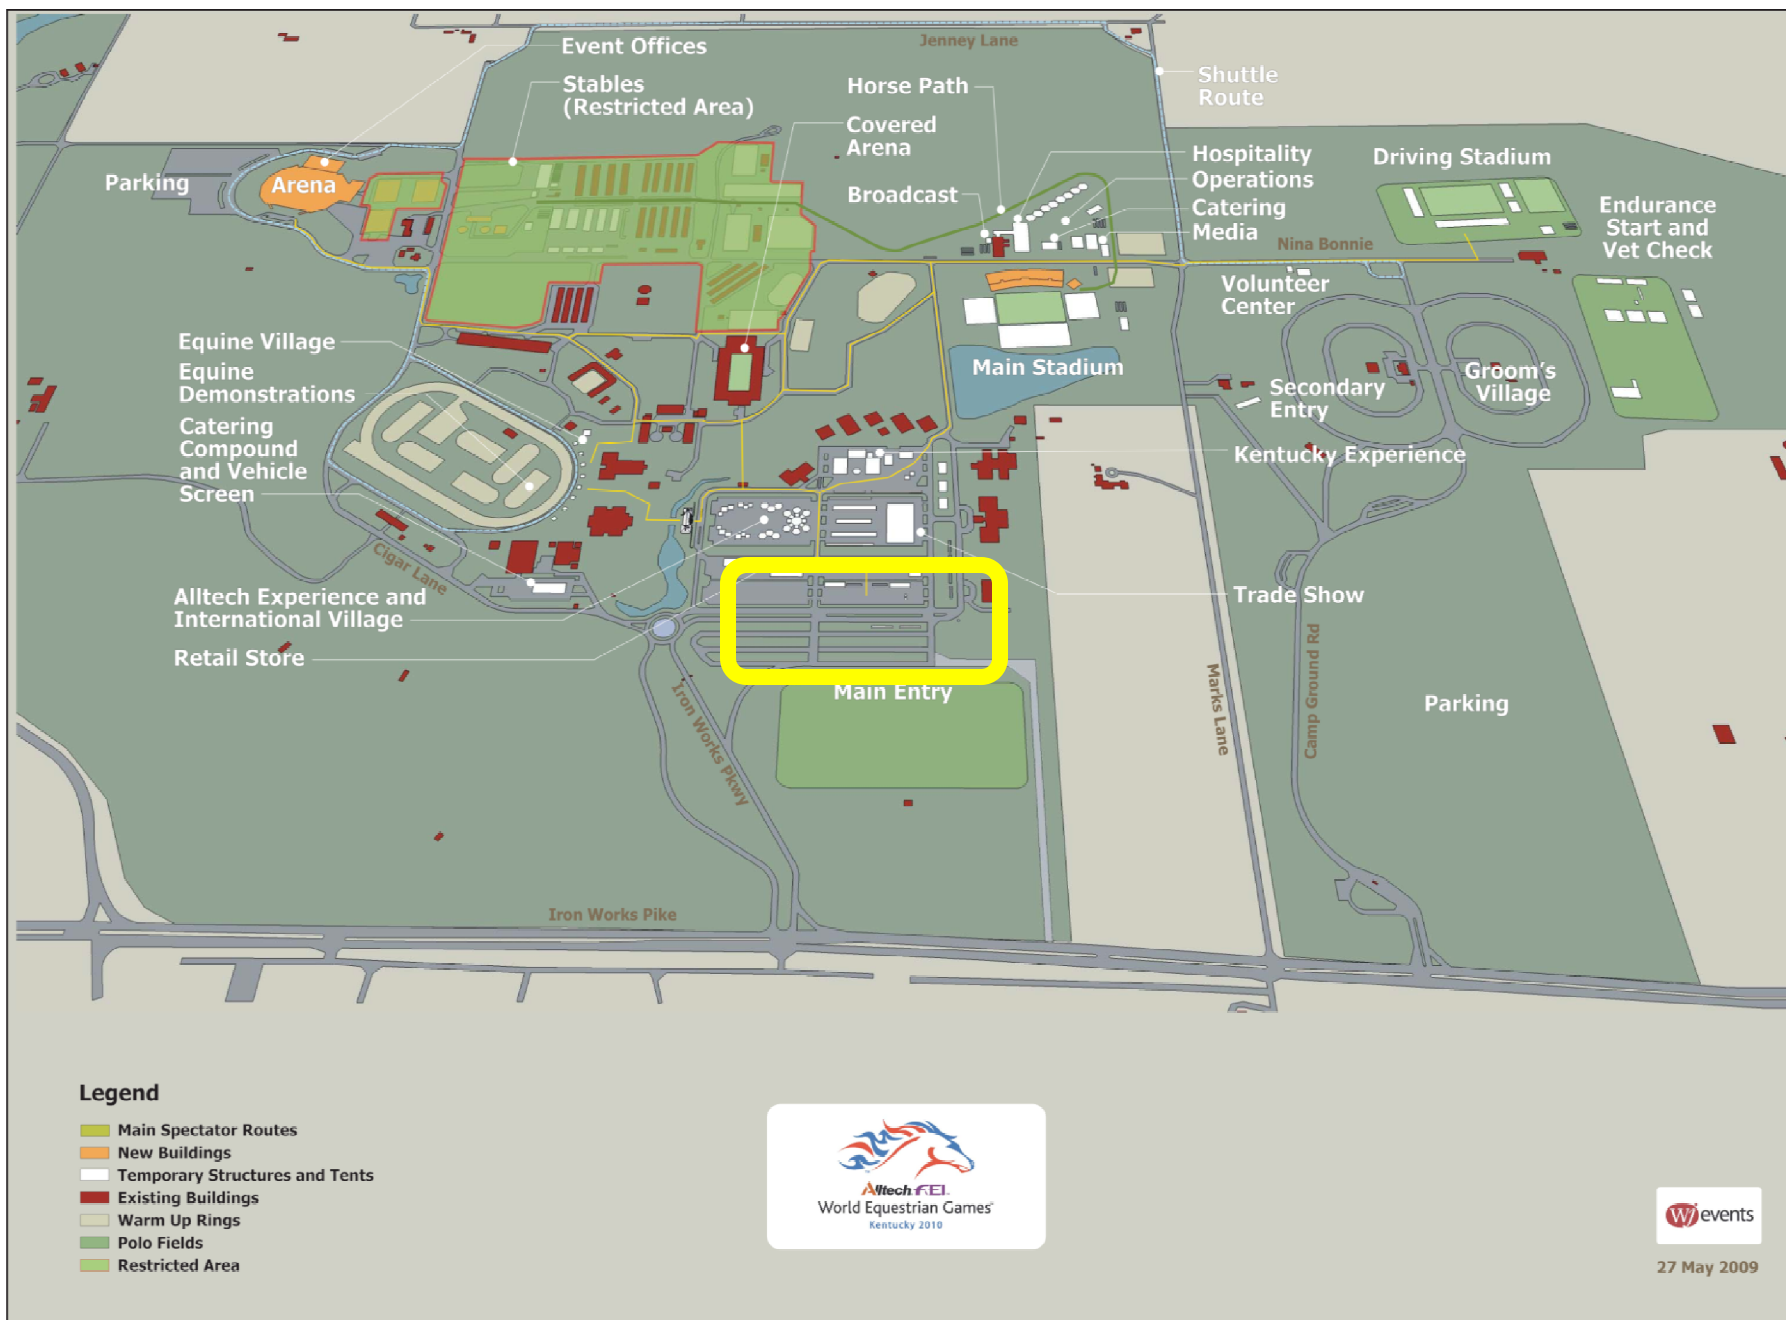 Jenney Lane
Event Offices
Stables
(Restricted Area)
Horse Path
Covered
Arena
Shuttle
Route
Hospitality
Operations
Catering
Media
Broadcast
Driving Stadium
Parking
Arena
Endurance
Start and
Vet Check
Nina Bonnie
Volunteer
Center
Equine Village
Equine
Demonstrations
Catering
Compound
and Vehicle
Screen
Main Stadium
Secondary
Entry
Groom's
Village
Kentucky Experience
Cigar Lane
Alltech Experience and
International Village
Retail Store
Trade Show
Main Entry
Iron Works Pkwy
Marks Lane
Camp Ground Rd
Parking
Iron Works Pike
Legend
Main Spectator Routes
New Buildings
Temporary Structures and Tents
Existing Buildings
Warm Up Rings
Polo Fields
Restricted Area
Alltech FEI
World Equestrian Games
Kentucky 2010
WJ events
27 May 2009